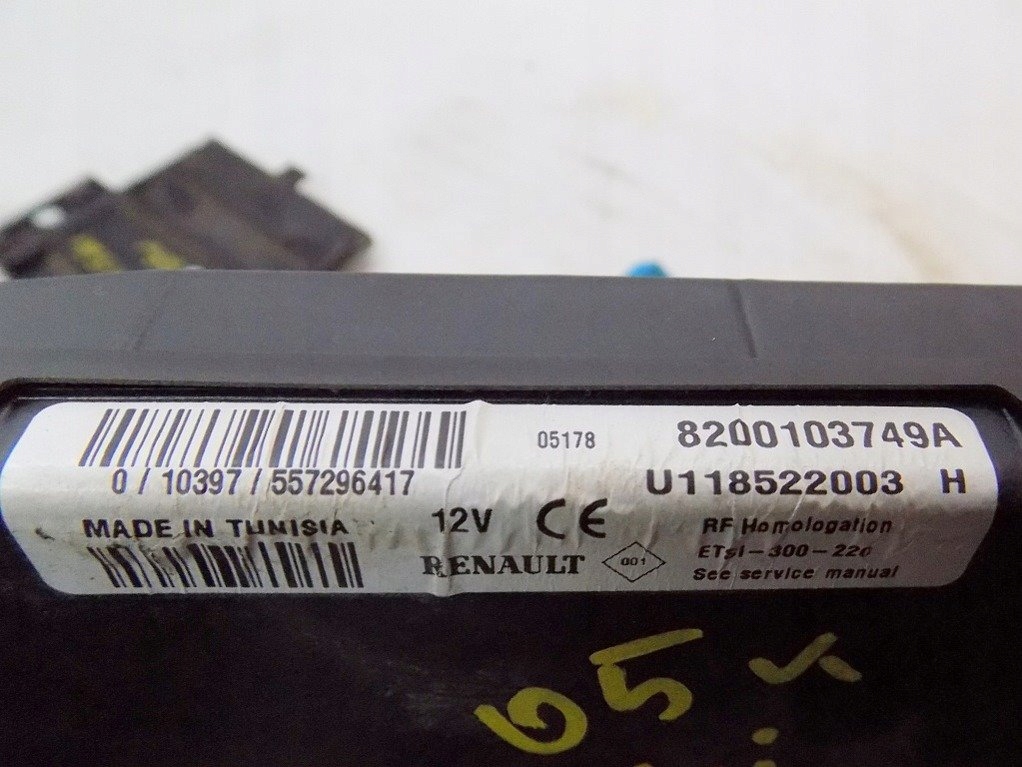 05178 8200103749A
0/10397/557296417 U118522003 H
MADE IN TUNISIA 12V CE RF Homologation
ETSI-300-220
RENAULT 001 See service manual
05